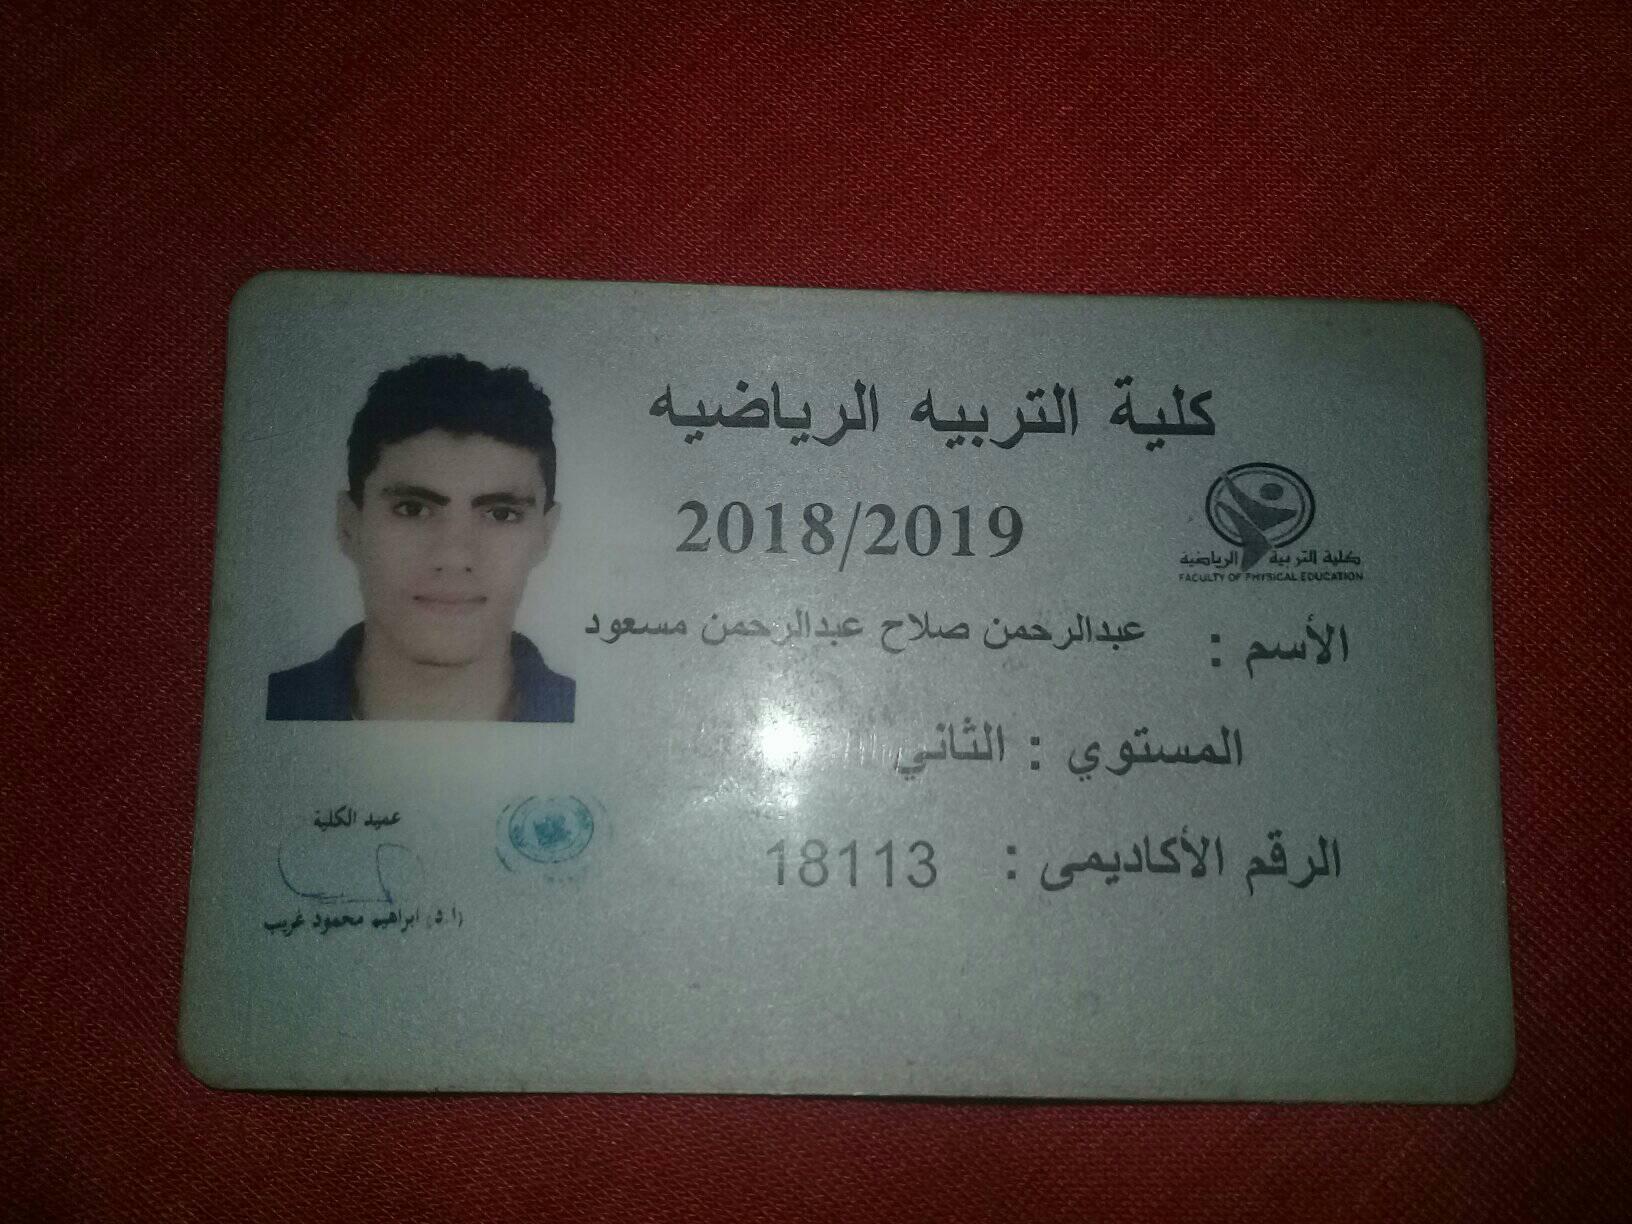 كلية التربيه الرياضيه
2018/2019
كلية التربية الرياضية
FACULTY OF PHYSICAL EDUCATION
الأسم : عبدالرحمن صلاح عبدالرحمن مسعود
المستوي : الثاني
الرقم الأكاديمى : 18113
عميد الكلية
(ا.د) ابراهيم محمود غريب